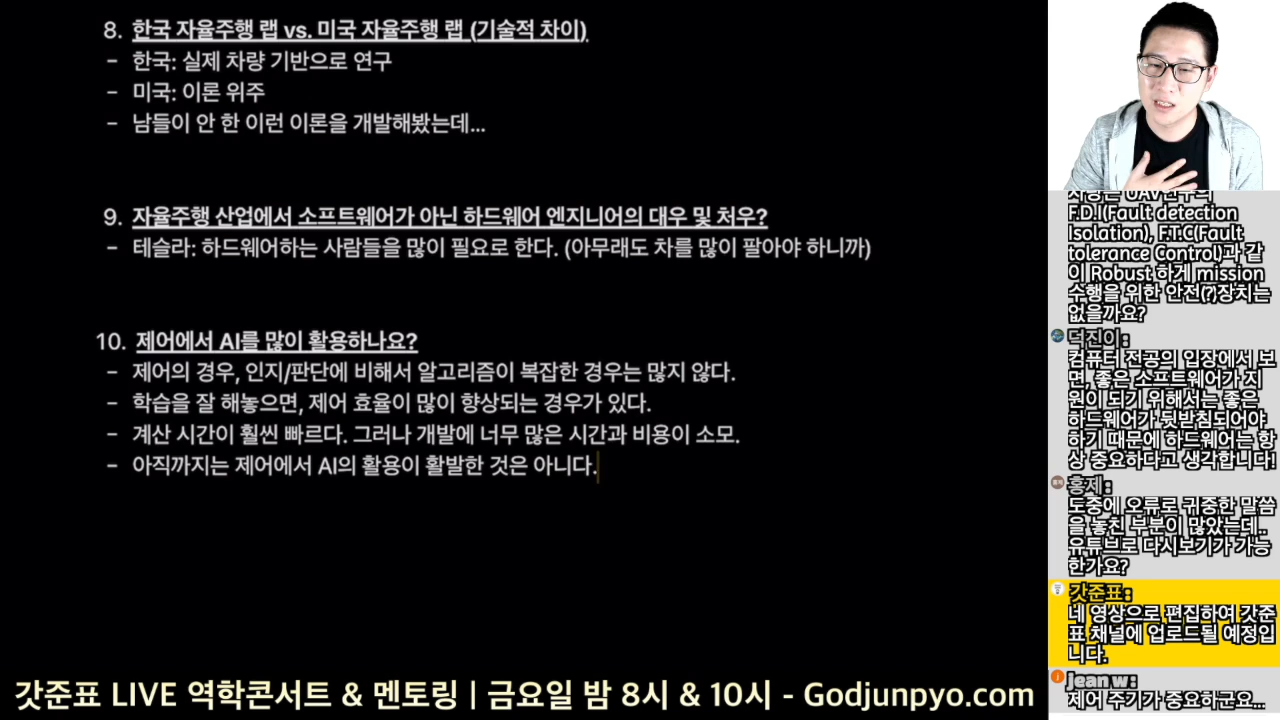 8. 한국 자율주행 랩 vs. 미국 자율주행 랩 (기술적 차이)
- 한국: 실제 차량 기반으로 연구
- 미국: 이론 위주
- 남들이 안 한 이런 이론을 개발해봤는데...
9. 자율주행 산업에서 소프트웨어가 아닌 하드웨어 엔지니어의 대우 및 처우?
- 테슬라: 하드웨어하는 사람들을 많이 필요로 한다. (아무래도 차를 많이 팔아야 하니까)
10. 제어에서 AI를 많이 활용하나요?
- 제어의 경우, 인지/판단에 비해서 알고리즘이 복잡한 경우는 많지 않다.
- 학습을 잘 해놓으면, 제어 효율이 많이 향상되는 경우가 있다.
- 계산 시간이 훨씬 빠르다. 그러나 개발에 너무 많은 시간과 비용이 소모.
- 아직까지는 제어에서 AI의 활용이 활발한 것은 아니다.
F.D.I(Fault detection
Isolation), F.T.C(Fault
tolerance Control)과 같
이 Robust 하게 mission
수행을 위한 안전(?)장치는
없을까요?
덕진이:
컴퓨터 전공의 입장에서 보
면, 좋은 소프트웨어가 지
원이 되기 위해서는 좋은
하드웨어가 뒷받침되어야
하기 때문에 하드웨어는 항
상 중요하다고 생각합니다!
홍제:
도중에 오류로 귀중한 말씀
을 놓친 부분이 많았는데..
유튜브로 다시보기가 가능
한가요?
갓준표:
네 영상으로 편집하여 갓준
표 채널에 업로드될 예정입
니다.
jean w:
제어 주기가 중요하군요...
갓준표 LIVE 역학콘서트 & 멘토링 | 금요일 밤 8시 & 10시 - Godjunpyo.com